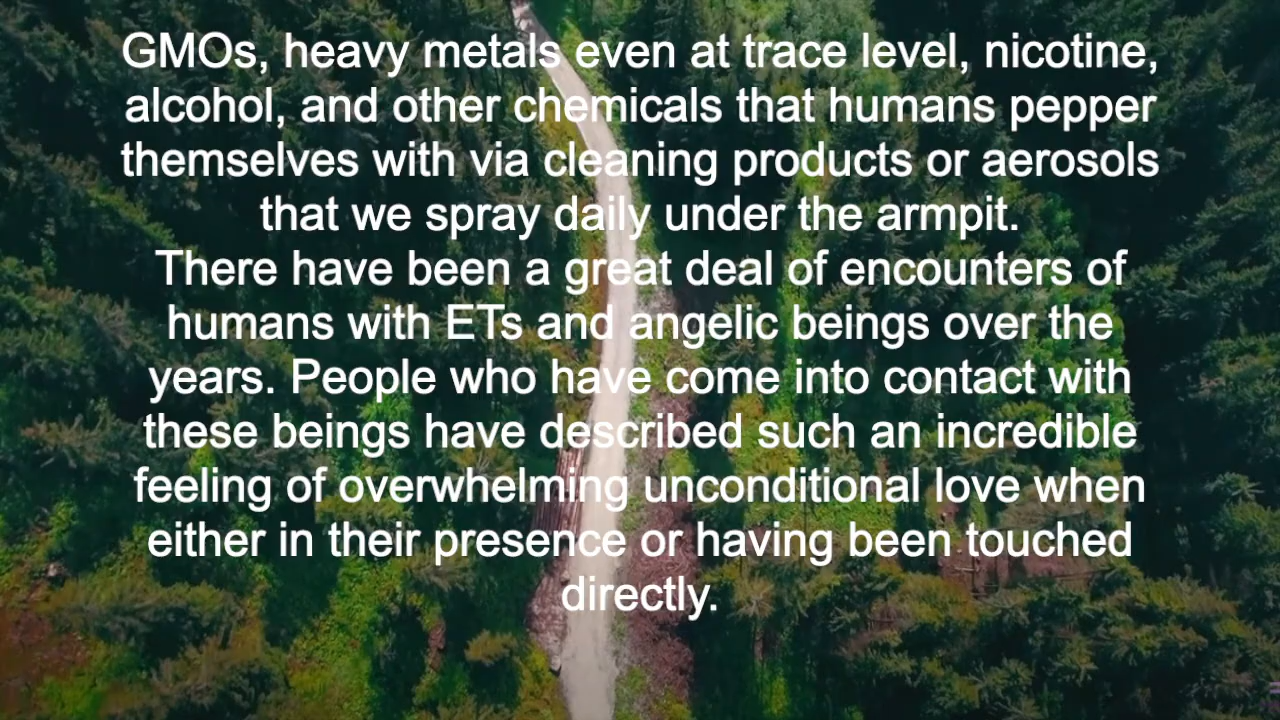 GMOs, heavy metals even at trace level, nicotine,
alcohol, and other chemicals that humans pepper
themselves with via cleaning products or aerosols
that we spray daily under the armpit.
There have been a great deal of encounters of
humans with ETs and angelic beings over the
years. People who have come into contact with
these beings have described such an incredible
feeling of overwhelming unconditional love when
either in their presence or having been touched
directly.